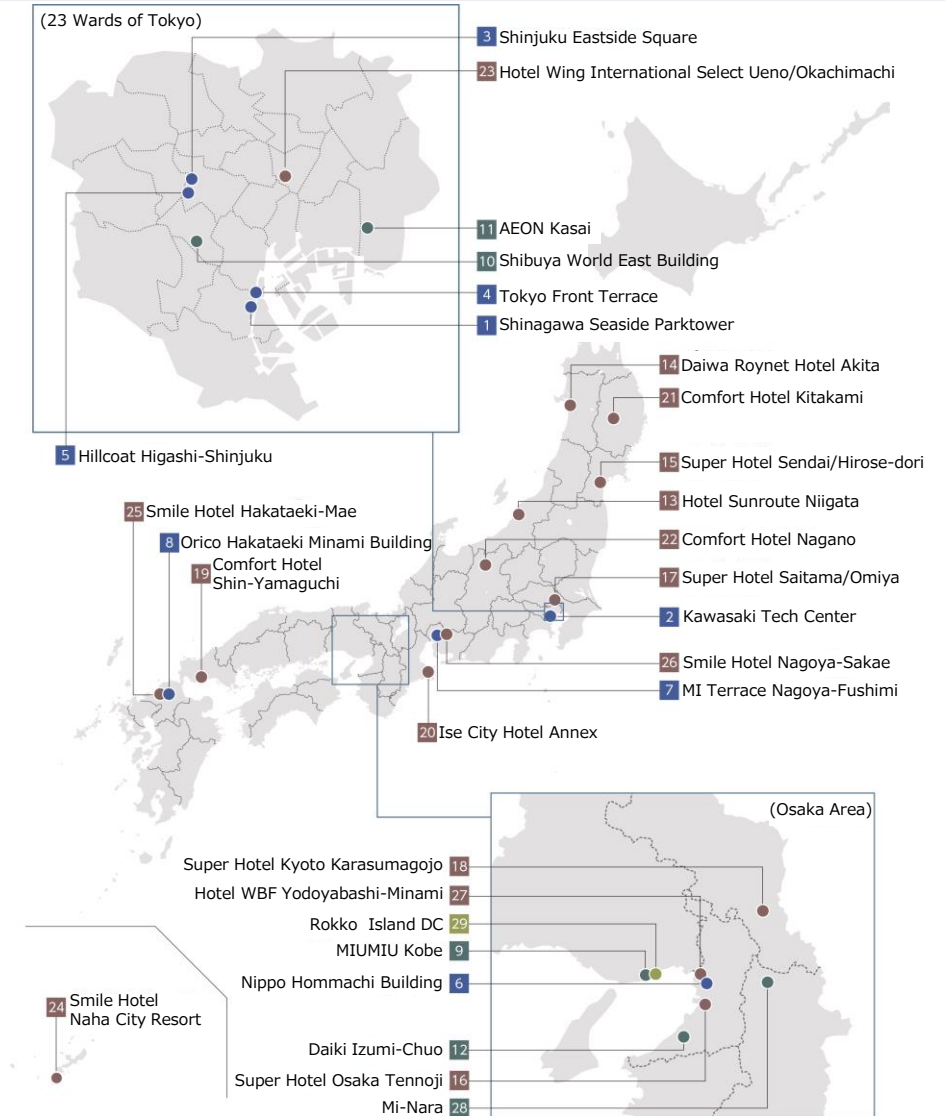 (23 Wards of Tokyo)
3 Shinjuku Eastside Square
23 Hotel Wing International Select Ueno/Okachimachi
11 AEON Kasai
10 Shibuya World East Building
4 Tokyo Front Terrace
1 Shinagawa Seaside Parktower
5 Hillcoat Higashi-Shinjuku
14 Daiwa Roynet Hotel Akita
21 Comfort Hotel Kitakami
15 Super Hotel Sendai/Hirose-dori
13 Hotel Sunroute Niigata
22 Comfort Hotel Nagano
17 Super Hotel Saitama/Omiya
2 Kawasaki Tech Center
26 Smile Hotel Nagoya-Sakae
7 MI Terrace Nagoya-Fushimi
25 Smile Hotel Hakataeki-Mae
8 Orico Hakataeki Minami Building
19 Comfort Hotel
Shin-Yamaguchi
20 Ise City Hotel Annex
(Osaka Area)
Super Hotel Kyoto Karasumagojo 18
Hotel WBF Yodoyabashi-Minami 27
Rokko Island DC 29
MIUMIU Kobe 9
Nippo Hommachi Building 6
Daiki Izumi-Chuo 12
Super Hotel Osaka Tennoji 16
Mi-Nara 28
24 Smile Hotel
Naha City Resort